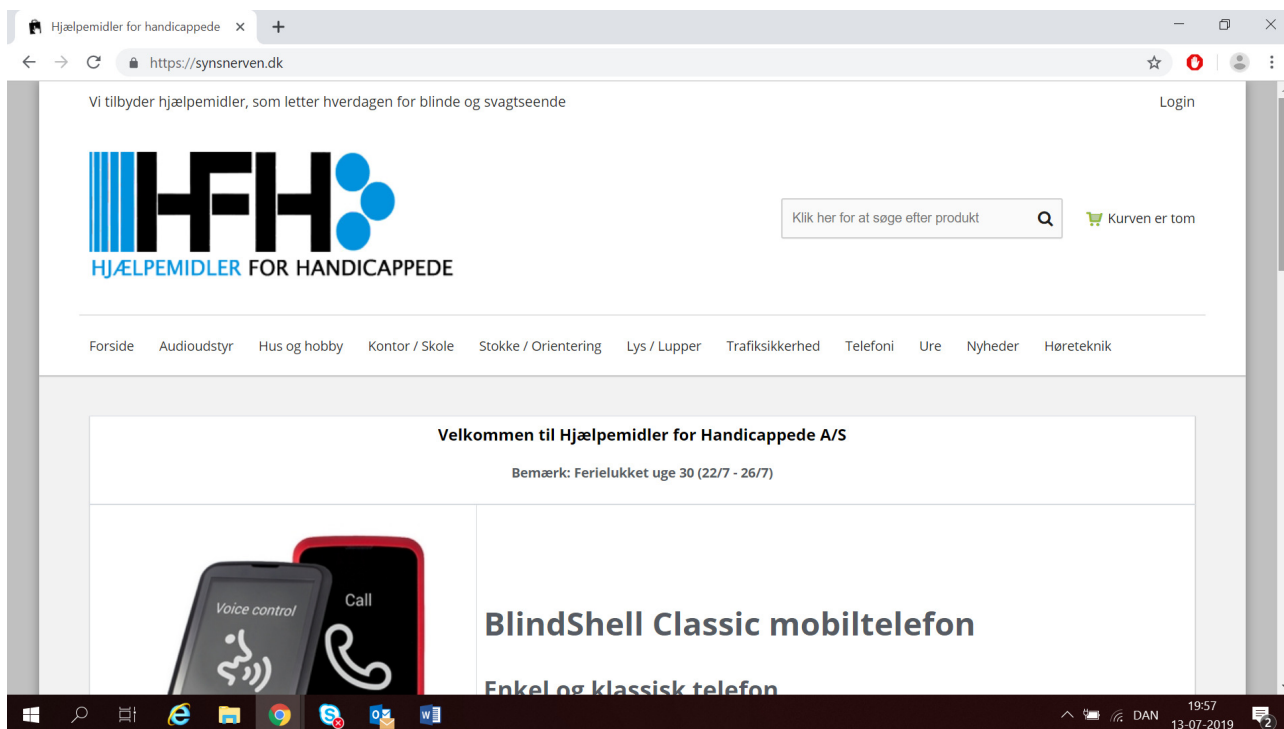 Hjælpemidler for handicappede
https://synsnerven.dk
Vi tilbyder hjælpemidler, som letter hverdagen for blinde og svagtseende
Login
HFH
HJÆLPEMIDLER FOR HANDICAPPEDE
Klik her for at søge efter produkt
Kurven er tom
Forside Audioudstyr Hus og hobby Kontor / Skole Stokke / Orientering Lys / Lupper Trafiksikkerhed Telefoni Ure Nyheder Høreteknik
Velkommen til Hjælpemidler for Handicappede A/S
Bemærk: Ferielukket uge 30 (22/7 - 26/7)
Voice control
Call
BlindShell Classic mobiltelefon
Enkel og klassisk telefon
DAN
19:57
13-07-2019
2